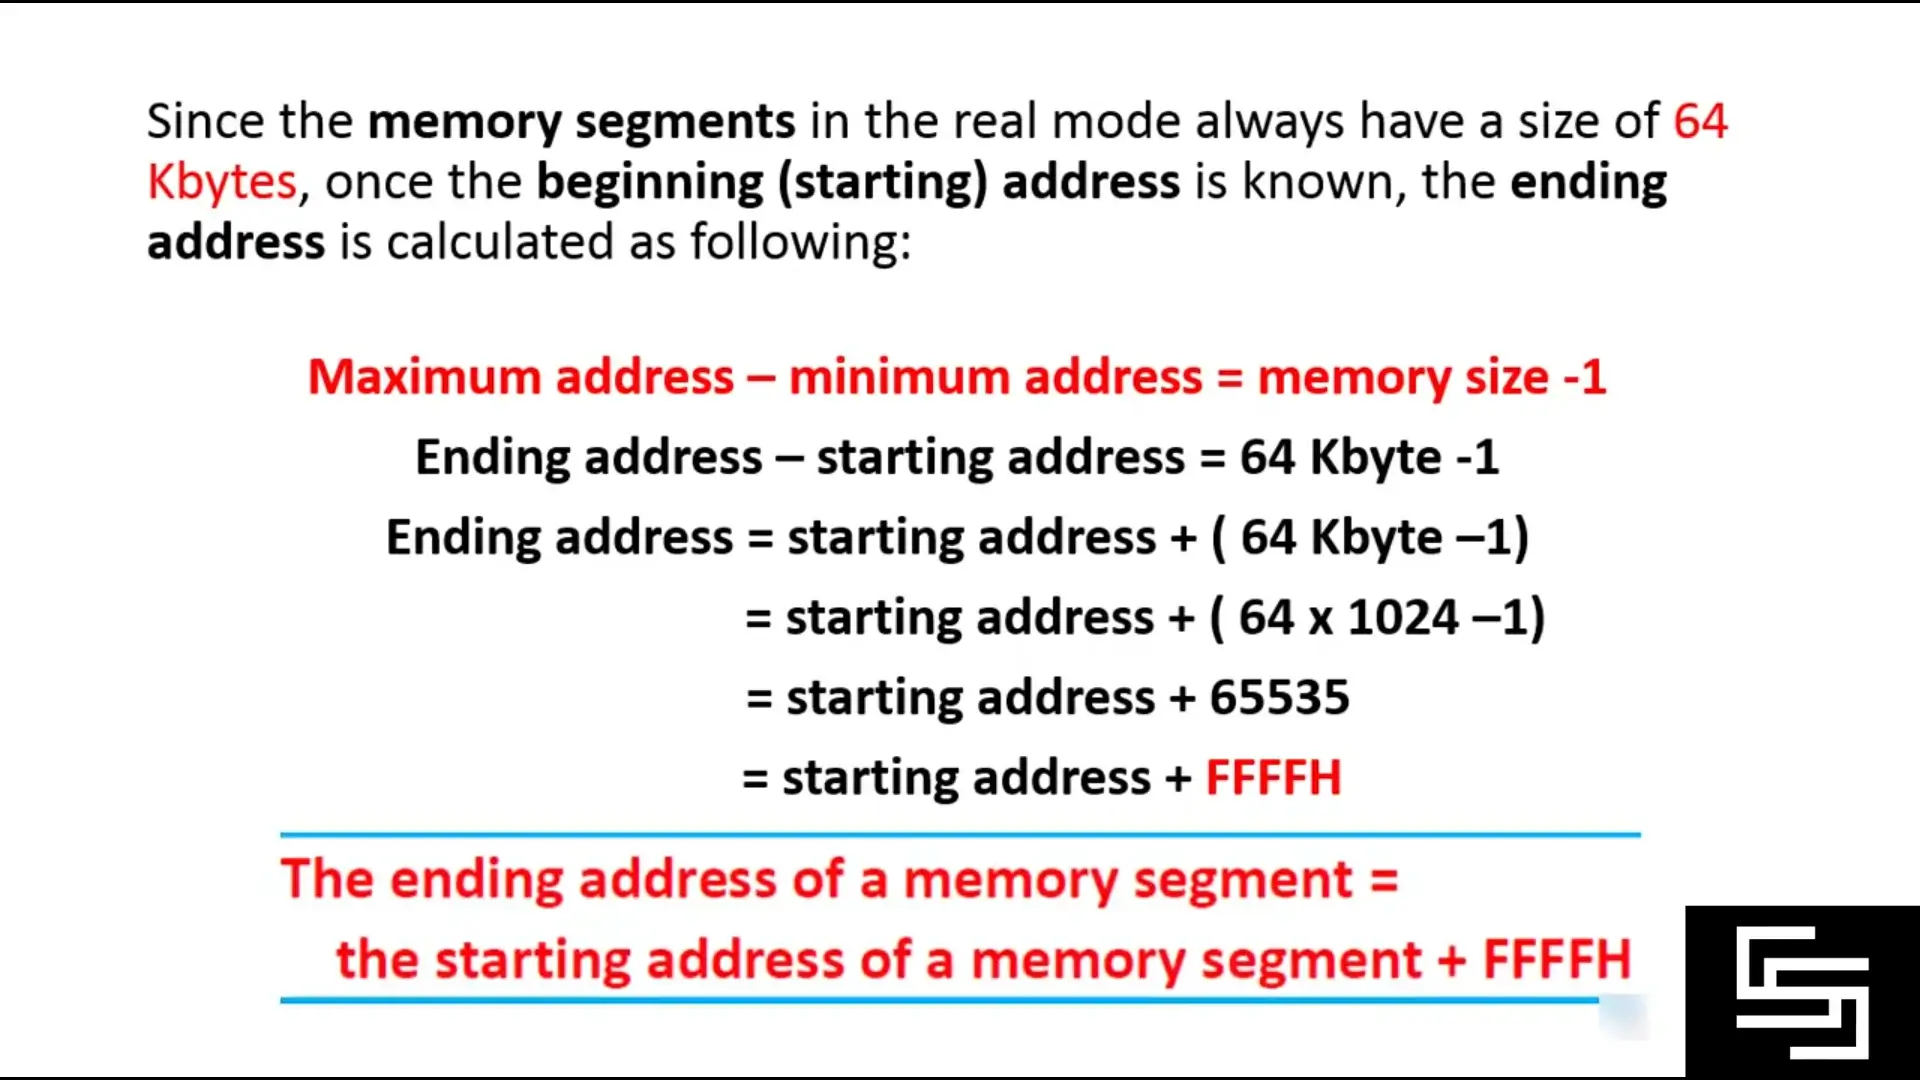 Since the memory segments in the real mode always have a size of 64
Kbytes, once the beginning (starting) address is known, the ending
address is calculated as following:
Maximum address – minimum address = memory size -1
Ending address – starting address = 64 Kbyte -1
Ending address = starting address + ( 64 Kbyte –1)
= starting address + ( 64 x 1024 –1)
= starting address + 65535
= starting address + FFFFH
The ending address of a memory segment =
the starting address of a memory segment + FFFFH